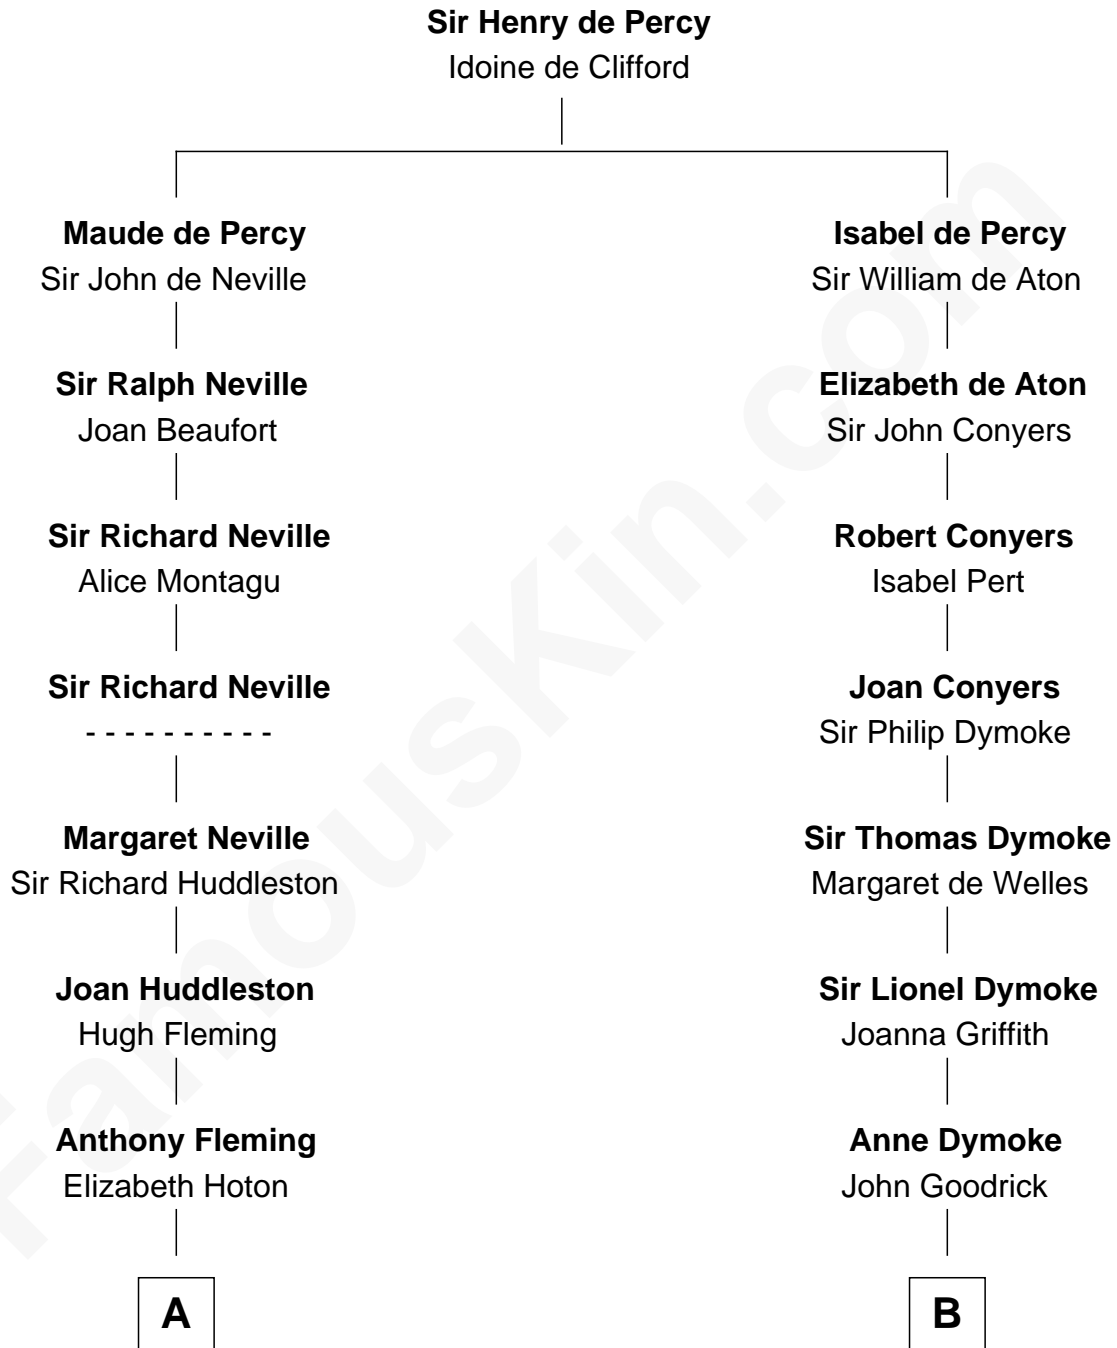 Sir Henry de Percy
Idoine de Clifford
Maude de Percy
Sir John de Neville
Isabel de Percy
Sir William de Aton
Sir Ralph Neville
Joan Beaufort
Elizabeth de Aton
Sir John Conyers
Sir Richard Neville
Alice Montagu
Robert Conyers
Isabel Pert
Sir Richard Neville
- - - - - - - - - -
Joan Conyers
Sir Philip Dymoke
Margaret Neville
Sir Richard Huddleston
Sir Thomas Dymoke
Margaret de Welles
Joan Huddleston
Hugh Fleming
Sir Lionel Dymoke
Joanna Griffith
Anthony Fleming
Elizabeth Hoton
Anne Dymoke
John Goodrick
A
B
FamousKin.com